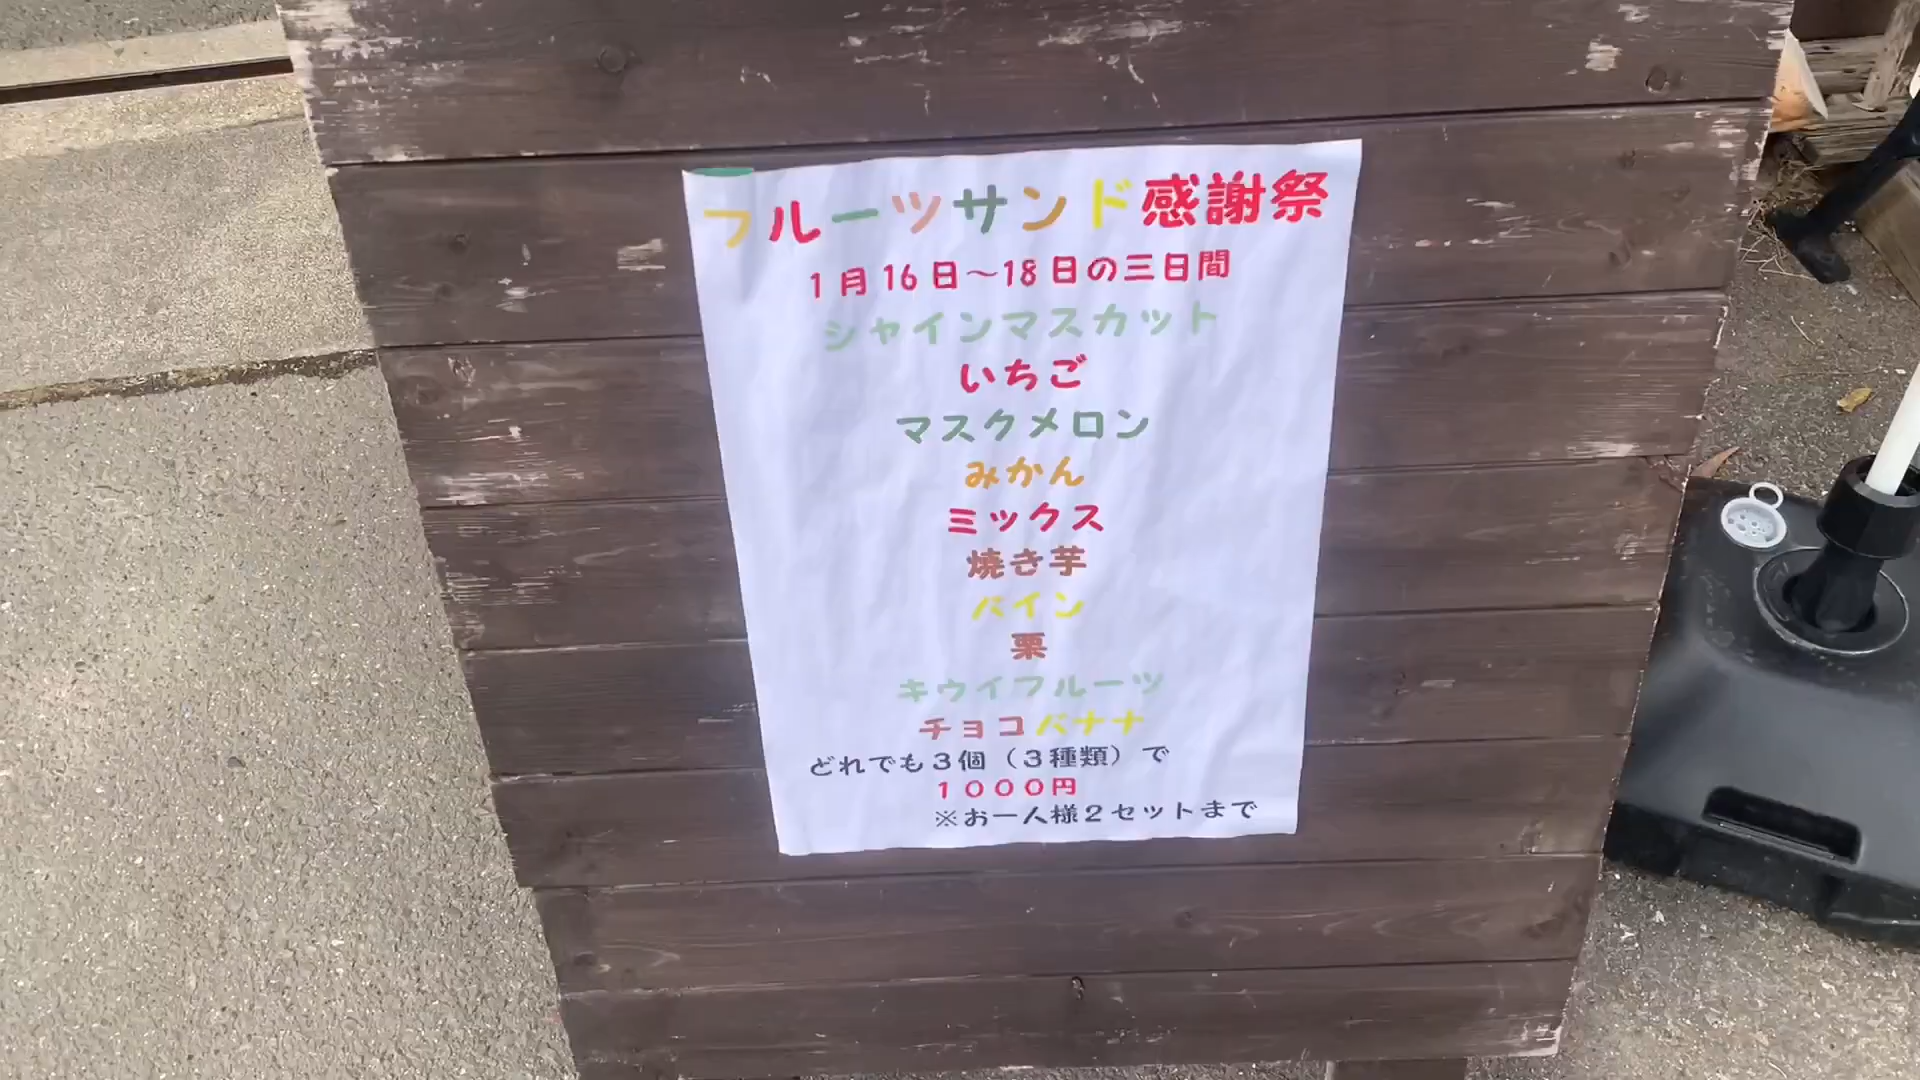 フルーツサンド感謝祭
1月16日～18日の三日間
シャインマスカット
いちご
マスクメロン
みかん
ミックス
焼き芋
パイン
栗
キウイフルーツ
チョコバナナ
どれでも３個（３種類）で
１０００円
※お一人様２セットまで